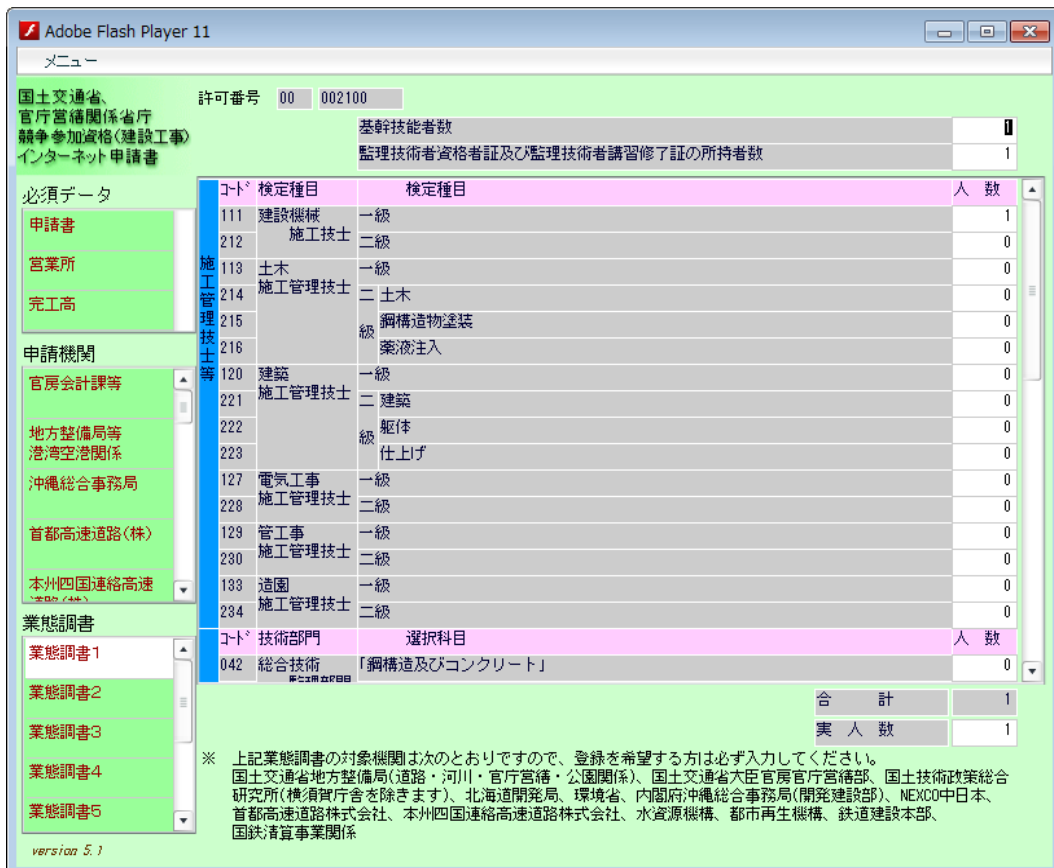 Adobe Flash Player 11
メニュー
国土交通省、
官庁営繕関係省庁
競争参加資格(建設工事)
インターネット申請書
許可番号 00 002100
基幹技能者数 1
監理技術者資格者証及び監理技術者講習修了証の所持者数 1
必須データ
申請書
営業所
完工高
申請機関
官房会計課等
地方整備局等
港湾空港関係
沖縄総合事務局
首都高速道路(株)
本州四国連絡高速
道路(株)
業態調書
業態調書1
業態調書2
業態調書3
業態調書4
業態調書5
version 5.1
施工管理技士等
コード 検定種目 検定種目 人 数
111 建設機械 一級 1
施工技士
212 二級 0
113 土木 一級 0
施工管理技士
214 二 土木 0
215 鋼構造物塗装 0
級
216 薬液注入 0
120 建築 一級 0
施工管理技士
221 二 建築 0
222 躯体 0
級
223 仕上げ 0
127 電気工事 一級 0
施工管理技士
228 二級 0
129 管工事 一級 0
施工管理技士
230 二級 0
133 造園 一級 0
施工管理技士
234 二級 0
コード 技術部門 選択科目 人 数
042 総合技術 「鋼構造及びコンクリート」 0
監理部門
合 計 1
実 人 数 1
※ 上記業態調書の対象機関は次のとおりですので、登録を希望する方は必ず入力してください。
国土交通省地方整備局(道路・河川・官庁営繕・公園関係)、国土交通省大臣官房官庁営繕部、国土技術政策総合
研究所(横須賀庁舎を除きます)、北海道開発局、環境省、内閣府沖縄総合事務局(開発建設部)、NEXCO中日本、
首都高速道路株式会社、本州四国連絡高速道路株式会社、水資源機構、都市再生機構、鉄道建設本部、
国鉄清算事業関係